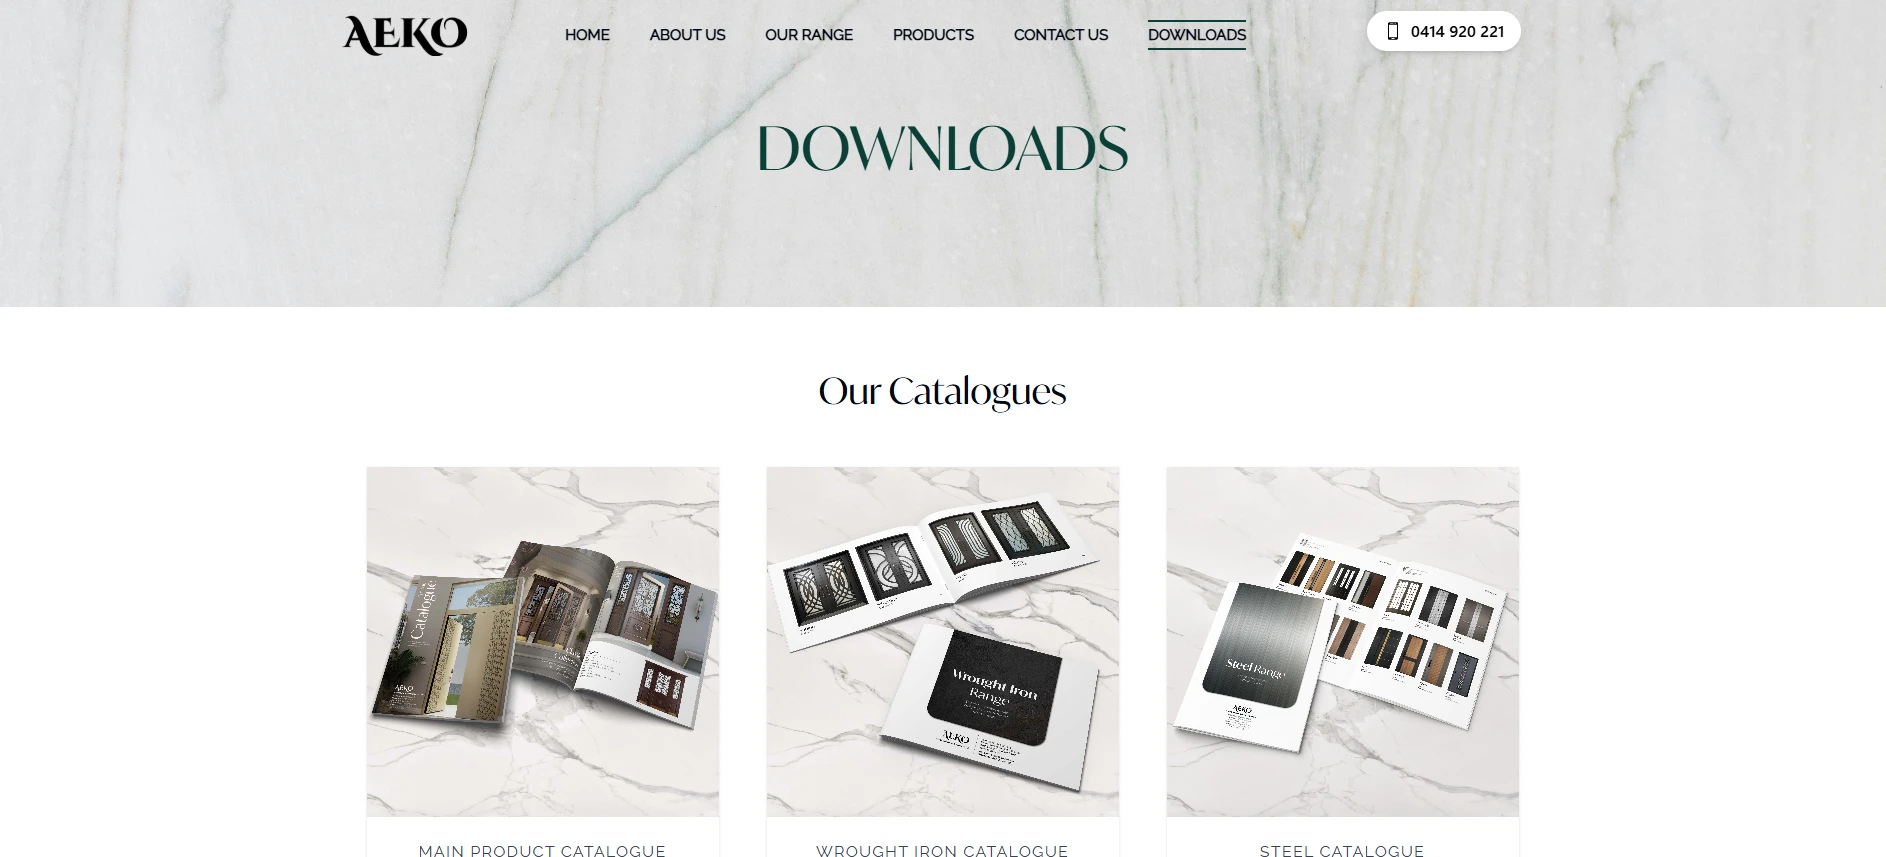 AEKO
HOME
ABOUT US
OUR RANGE
PRODUCTS
CONTACT US
DOWNLOADS
0414 920 221
DOWNLOADS
Our Catalogues
Catalogue
AEKO
Wrought Iron
Range
AEKO
Steel Range
AEKO
MAIN PRODUCT CATALOGUE
WROUGHT IRON CATALOGUE
STEEL CATALOGUE